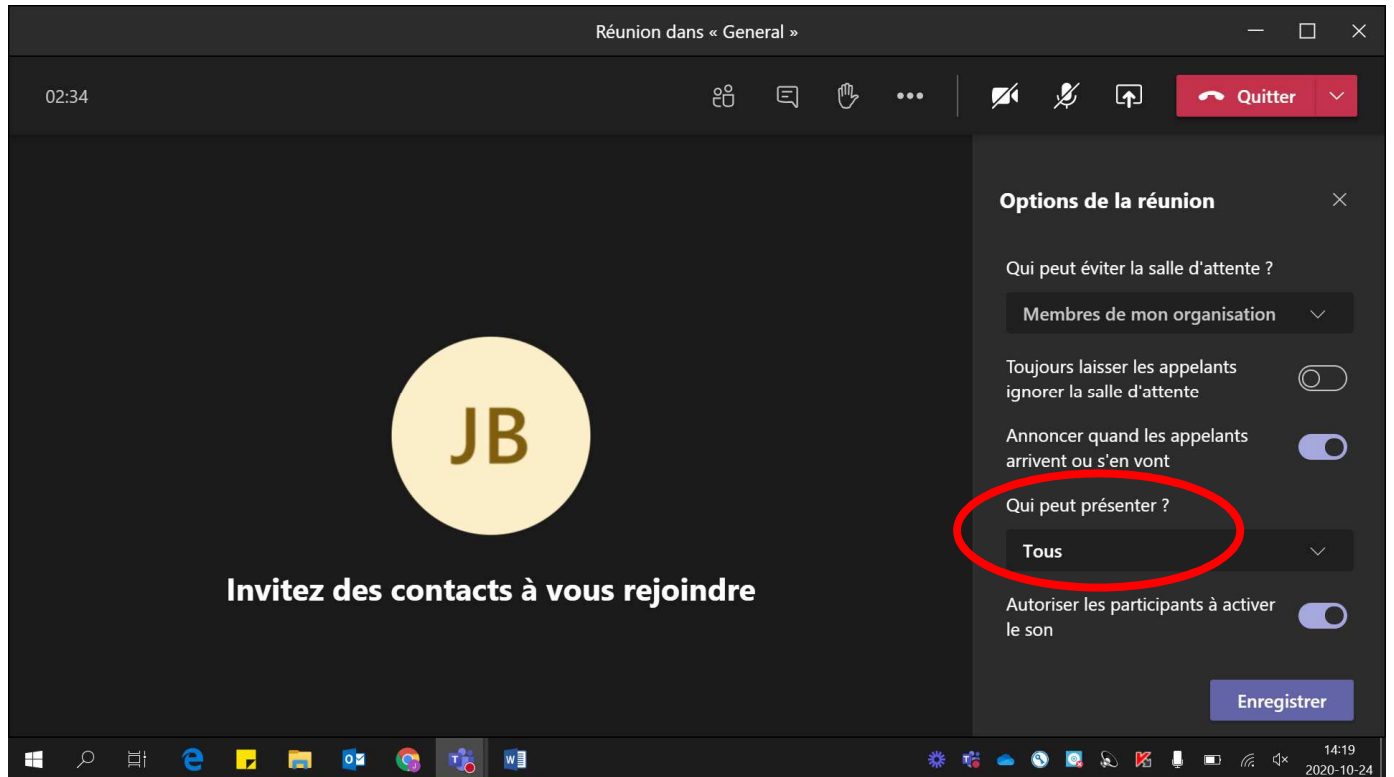 Réunion dans « General »
02:34
Quitter
Options de la réunion
Qui peut éviter la salle d'attente ?
Membres de mon organisation
Toujours laisser les appelants
ignorer la salle d'attente
Annoncer quand les appelants
arrivent ou s'en vont
Qui peut présenter ?
Tous
Autoriser les participants à activer
le son
Enregistrer
JB
Invitez des contacts à vous rejoindre
14:19
2020-10-24